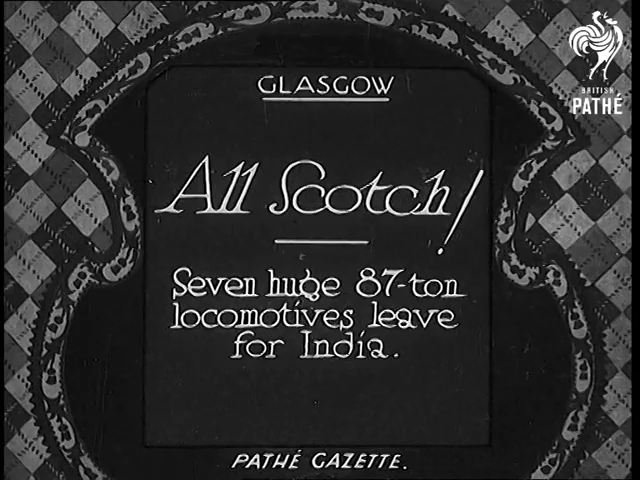 GLASGOW
BRITISH
PATHÉ
All Scotch!
Seven huge 87-ton
locomotives leave
for India.
PATHÉ GAZETTE.